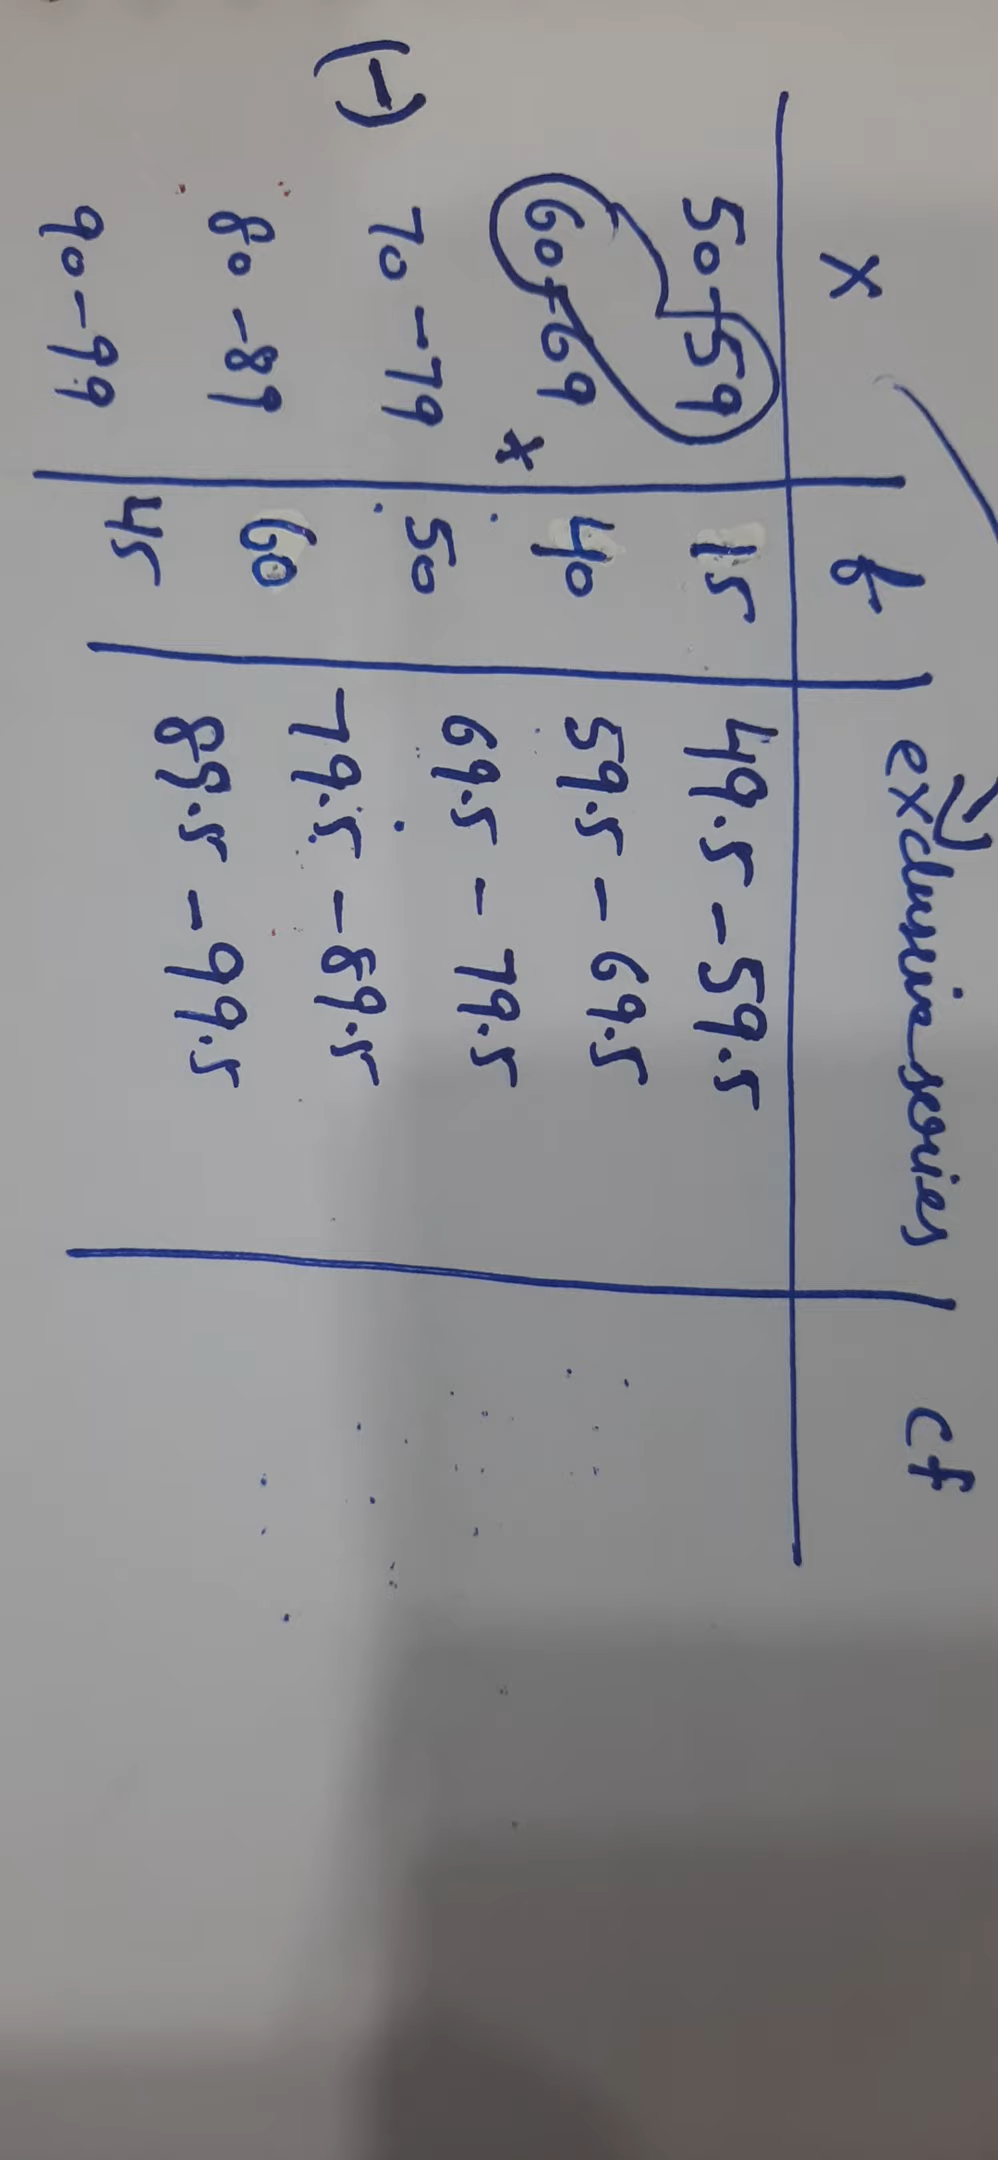 x f exclusive series cf
50-59 15 49.5 - 59.5
60-69 40 59.5 - 69.5
(-) 70-79 50 69.5 - 79.5
80-89 60 79.5 - 89.5
90-99 45 89.5 - 99.5